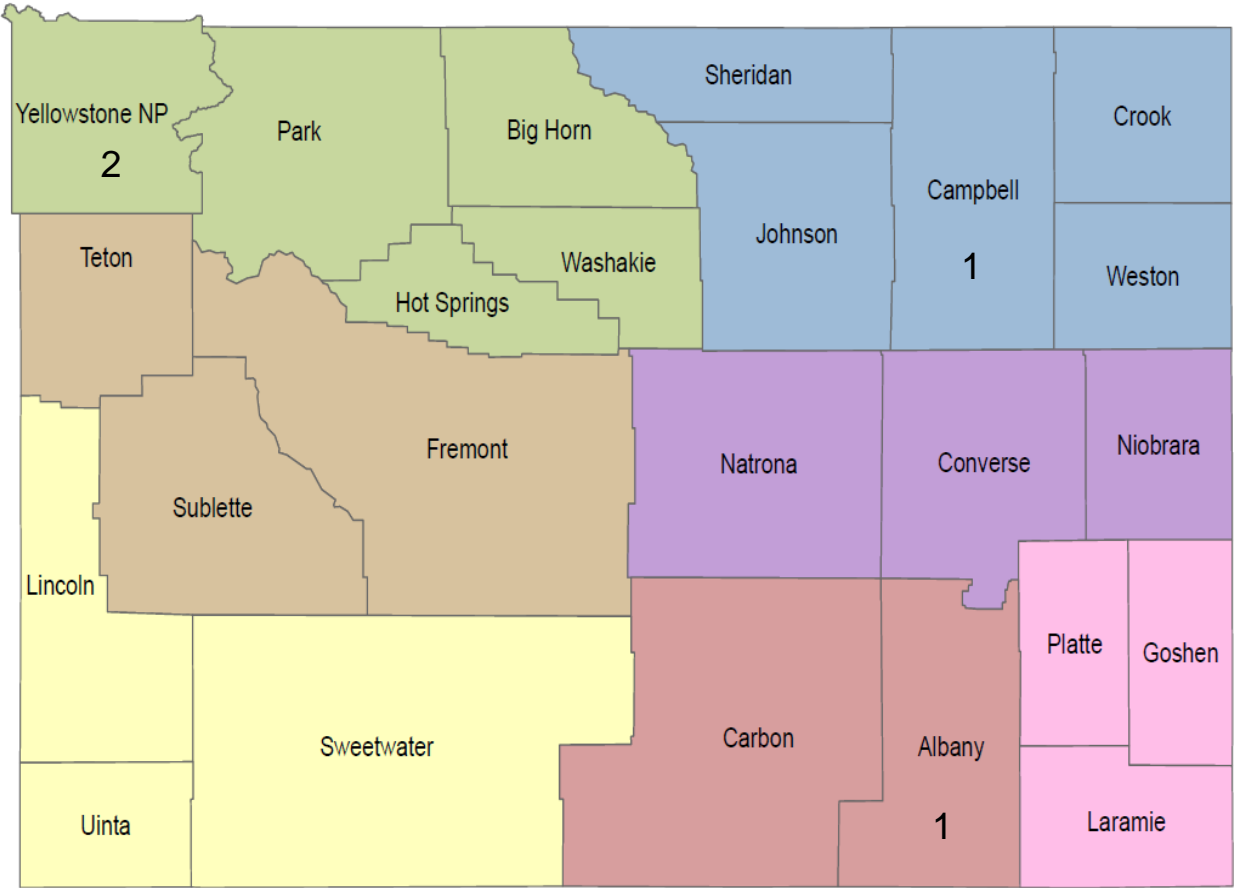 Sheridan
Yellowstone NP
Crook
Park
Big Horn
2
Campbell
Johnson
Teton
Washakie
1
Weston
Hot Springs
Niobrara
Fremont
Natrona
Converse
Sublette
Lincoln
Platte
Goshen
Sweetwater
Carbon
Albany
Uinta
1
Laramie